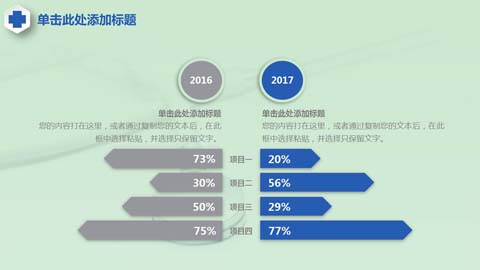 单击此处添加标题
2016
2017
单击此处添加标题
您的内容打在这里，或者通过复制您的文本后，在此
框中选择粘贴，并选择只保留文字。
单击此处添加标题
您的内容打在这里，或者通过复制您的文本后，在此
框中选择粘贴，并选择只保留文字。
73% 项目一 20%
30% 项目二 56%
50% 项目三 29%
75% 项目四 77%